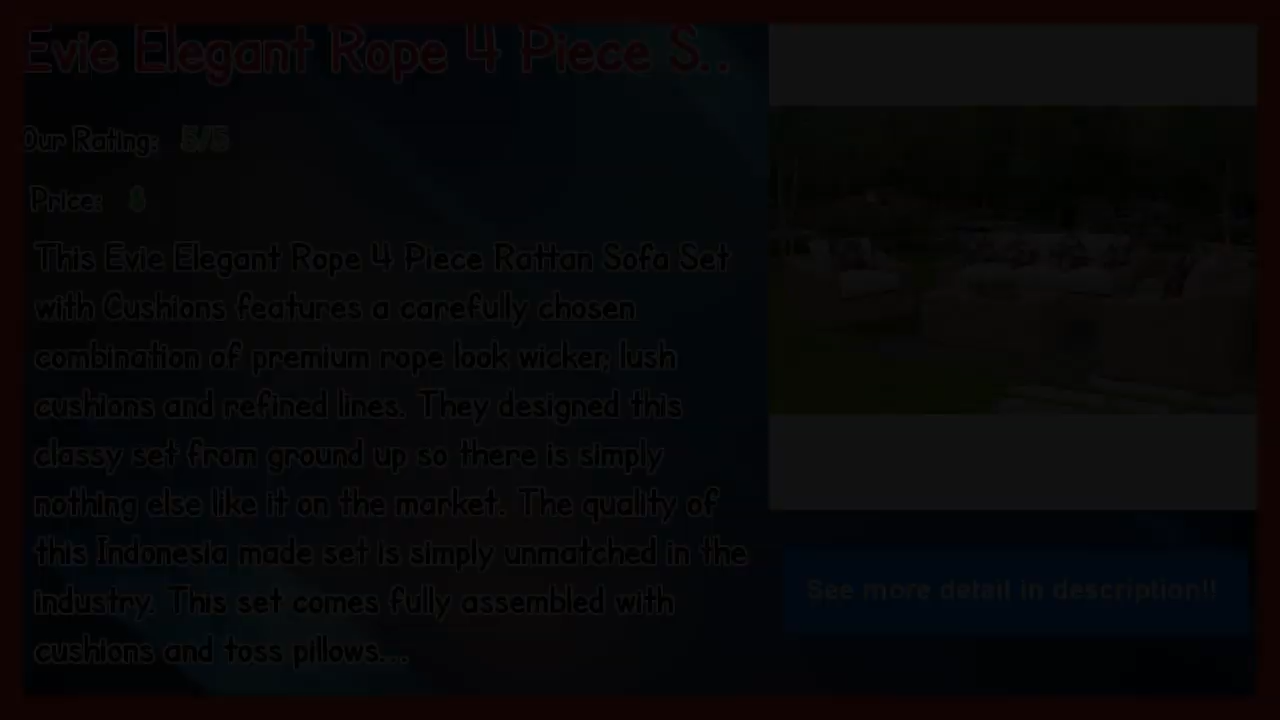 Evie Elegant Rope 4 Piece S..
Our Rating: 5/5
Price: $
This Evie Elegant Rope 4 Piece Rattan Sofa Set
with Cushions features a carefully chosen
combination of premium rope look wicker, lush
cushions and refined lines. They designed this
classy set from ground up so there is simply
nothing else like it on the market. The quality of
this Indonesia made set is simply unmatched in the
industry. This set comes fully assembled with
cushions and toss pillows...
See more detail in description!!